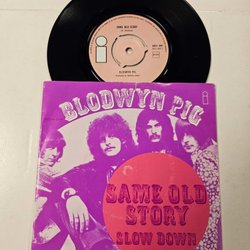 SAME OLD STORY
BLODWYN PIG
BLODWYN PIG
SAME OLD
STORY
SLOW DOWN